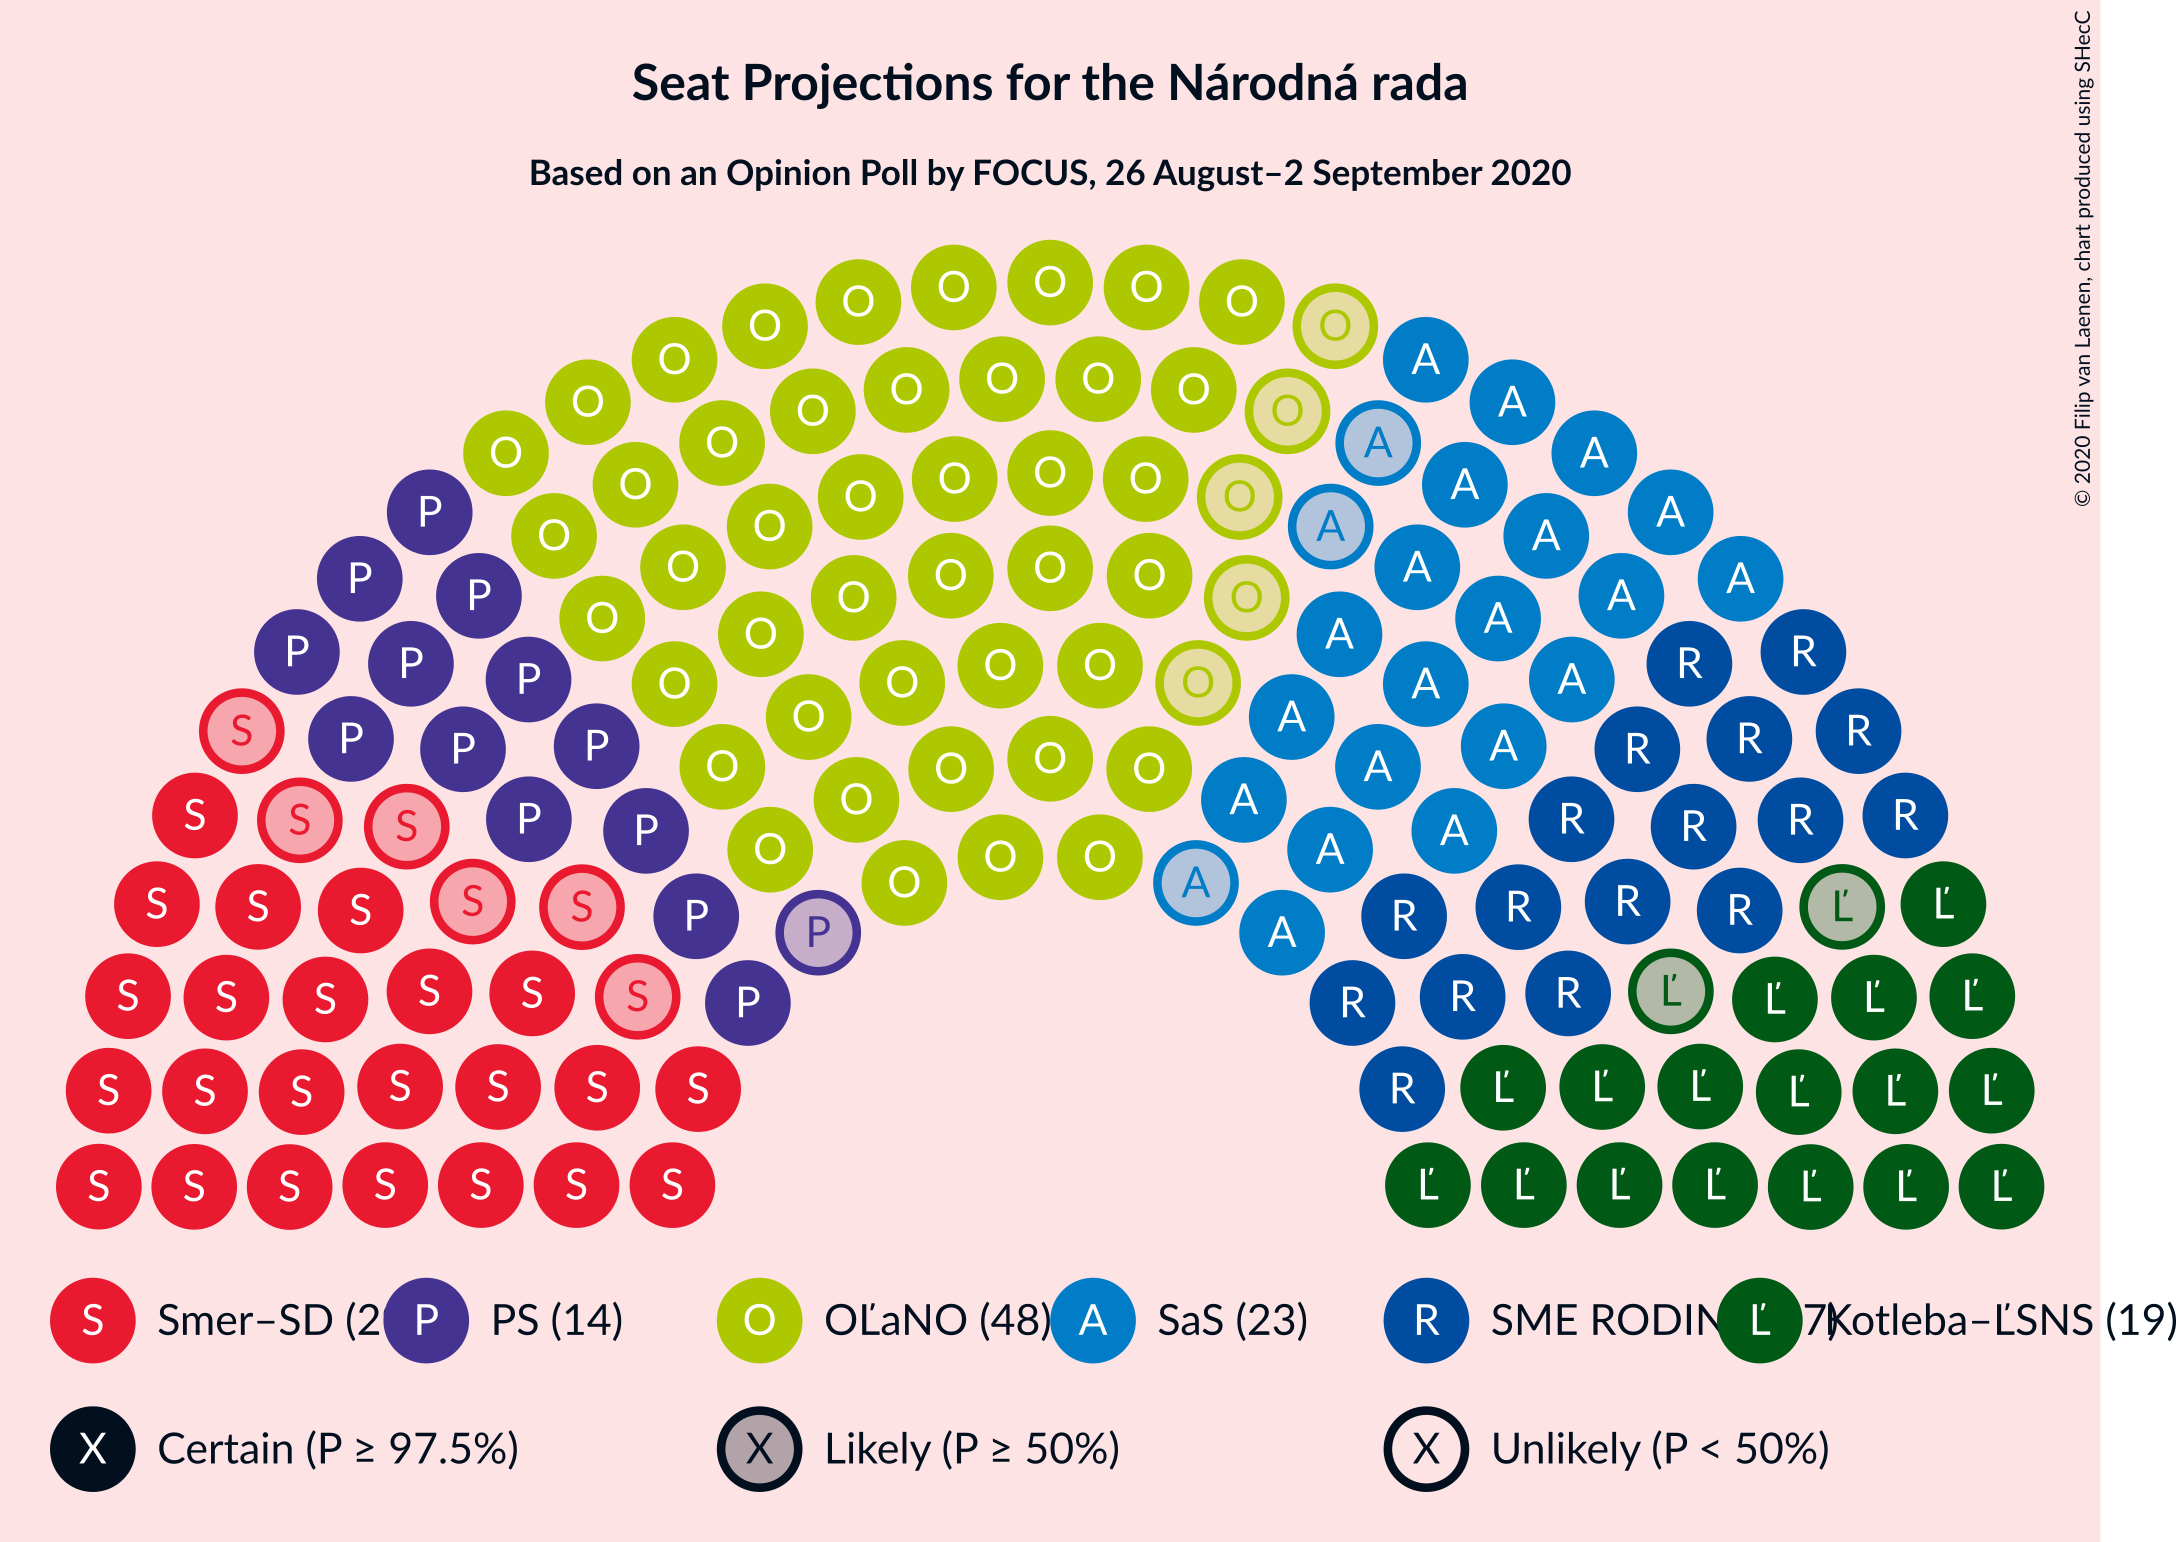 Seat Projections for the Národná rada
Based on an Opinion Poll by FOCUS, 26 August–2 September 2020
© 2020 Filip van Laenen, chart produced using SHecC
O O O O O O O O O O O A A A A A
O O O O O O O O A A A A
P P P P P P P P P P P P P P
S S S S S S S S S S S S S S S S S S S S S S S S S S S S S
R R R R R R R R R R R R R R R R R
Ľ Ľ Ľ Ľ Ľ Ľ Ľ Ľ Ľ Ľ Ľ Ľ Ľ Ľ Ľ Ľ Ľ Ľ Ľ
S Smer–SD (2 P PS (14) O OĽaNO (48) A SaS (23) R SME RODIN Ľ 7) Kotleba–ĽSNS (19)
X Certain (P ≥ 97.5%) X Likely (P ≥ 50%) X Unlikely (P < 50%)